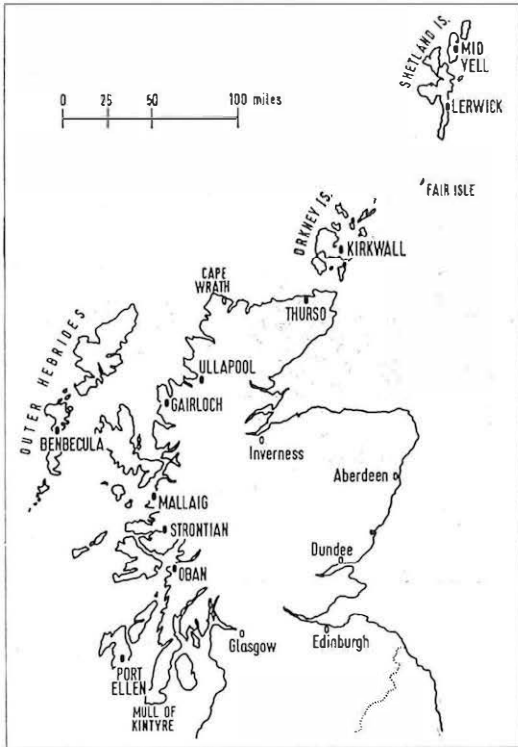 SHETLAND IS.
MID
YELL
LERWICK
0 25 50 100 miles
FAIR ISLE
ORKNEY IS.
KIRKWALL
CAPE
WRATH
THURSO
OUTER HEBRIDES
ULLAPOOL
GAIRLOCH
BENBECULA
Inverness
Aberdeen
MALLAIG
STRONTIAN
Dundee
OBAN
Glasgow
Edinburgh
PORT
ELLEN
MULL OF
KINTYRE